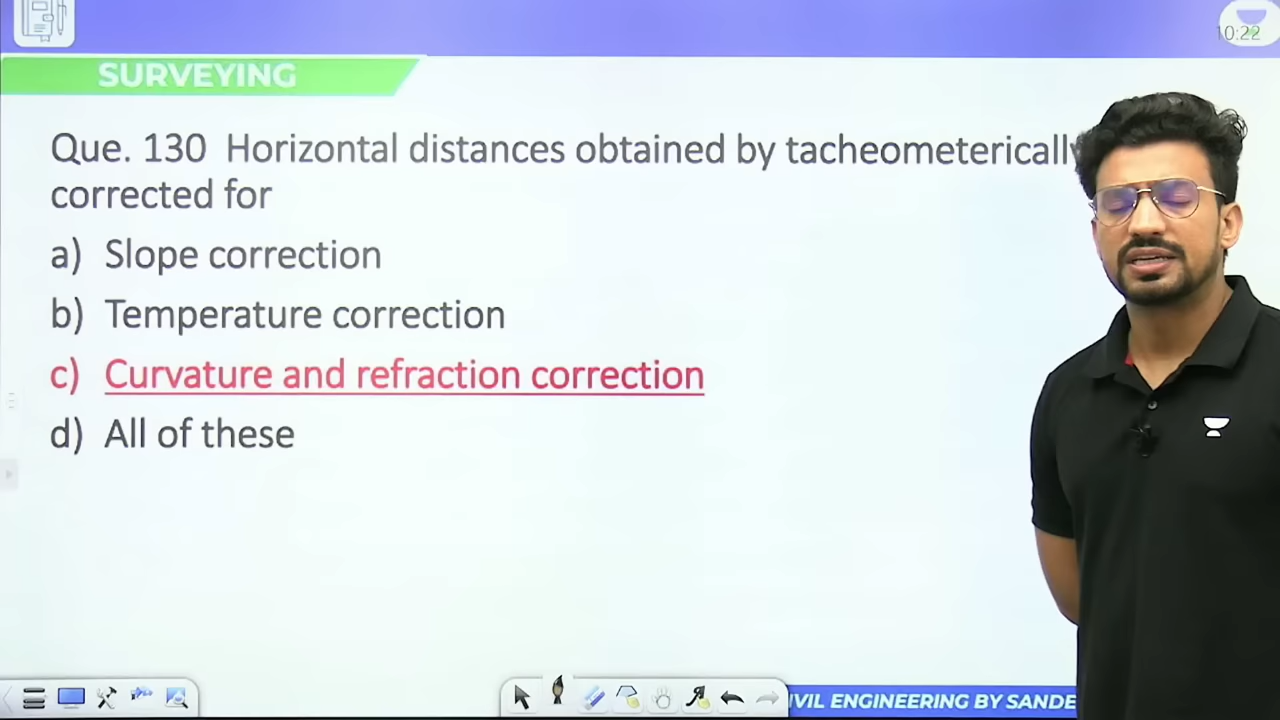 10:22
SURVEYING
Que. 130 Horizontal distances obtained by tacheometerically
corrected for
a) Slope correction
b) Temperature correction
c) Curvature and refraction correction
d) All of these
IVIL ENGINEERING BY SANDE